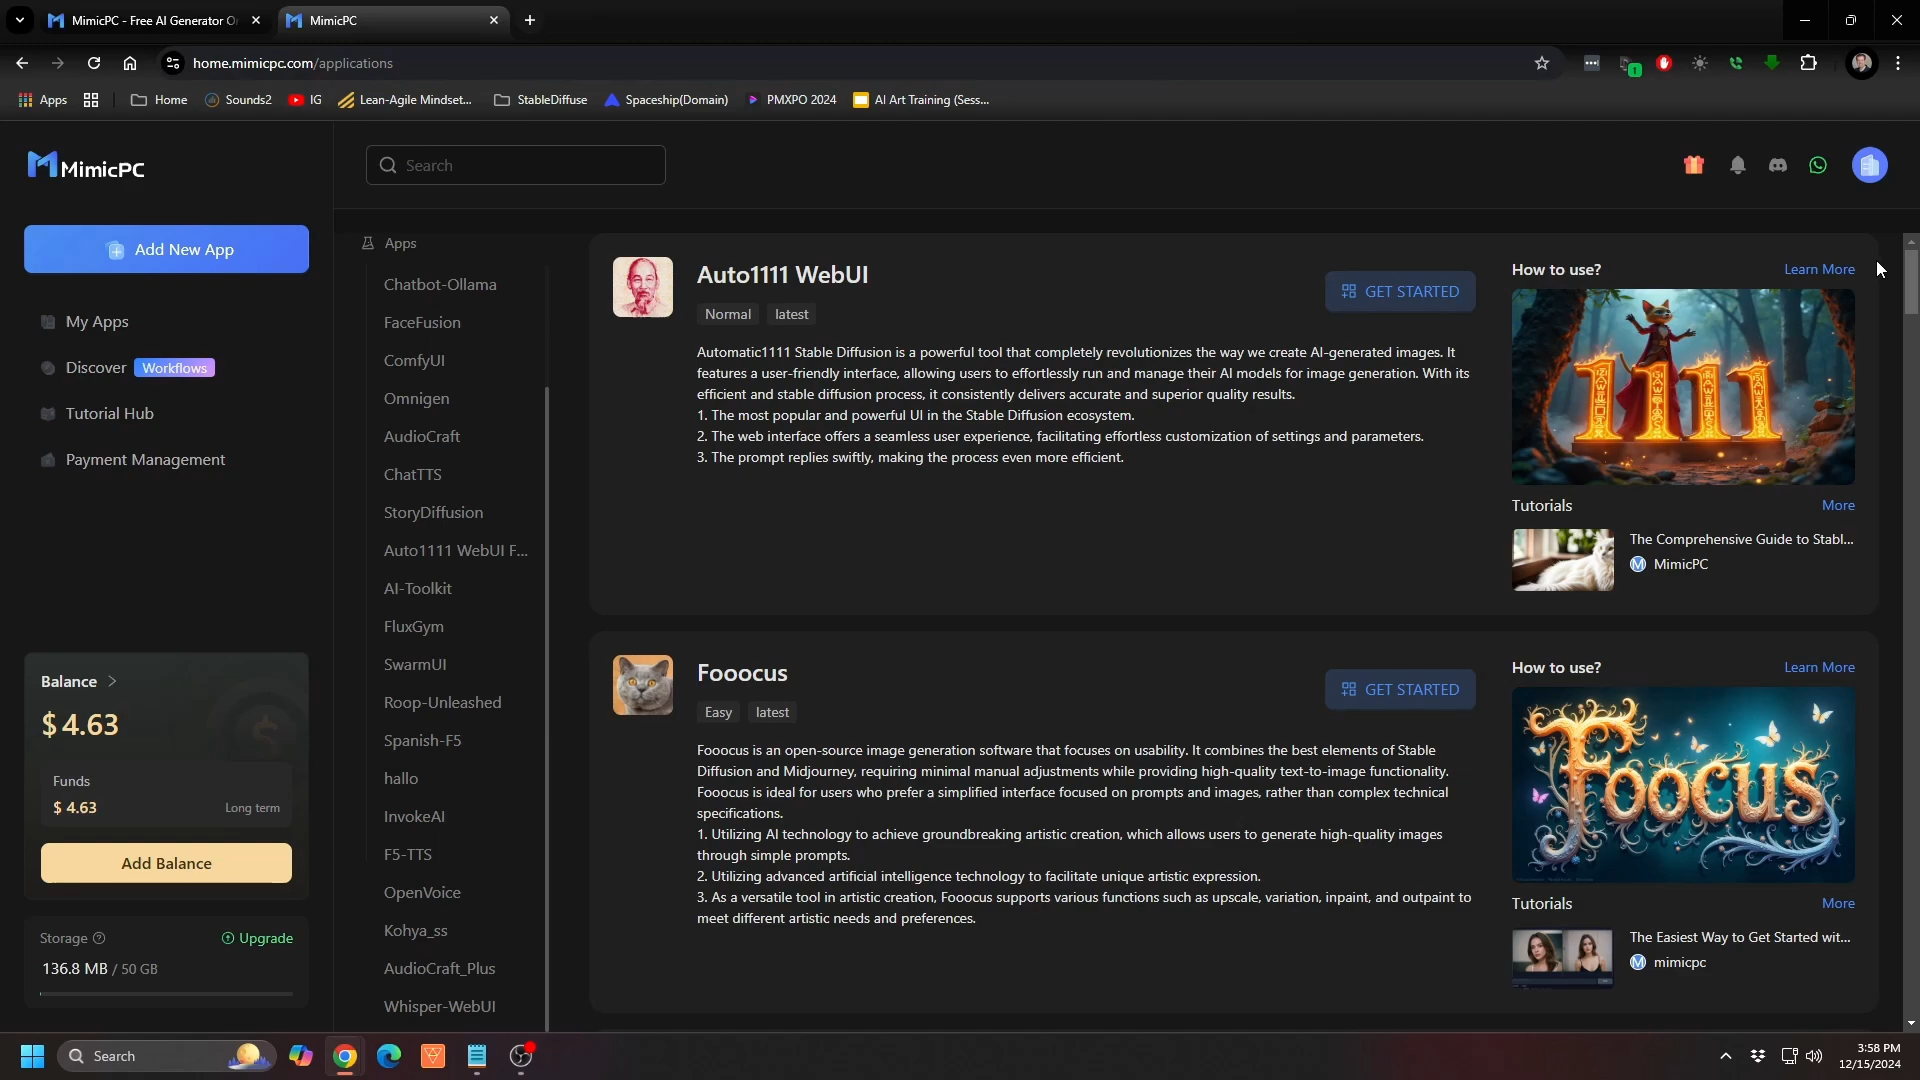 MimicPC - Free AI Generator O
MimicPC
home.mimicpc.com/applications
1
Apps
Home
Sounds2
IG
Lean-Agile Mindset...
StableDiffuse
Spaceship(Domain)
PMXPO 2024
AI Art Training (Sess...
MimicPC
Search
Add New App
My Apps
Discover Workflows
Tutorial Hub
Payment Management
Balance
$ 4.63
Funds
$ 4.63
Long term
Add Balance
Storage
Upgrade
136.8 MB / 50 GB
Apps
Chatbot-Ollama
FaceFusion
ComfyUI
Omnigen
AudioCraft
ChatTTS
StoryDiffusion
Auto1111 WebUI F...
AI-Toolkit
FluxGym
SwarmUI
Roop-Unleashed
Spanish-F5
hallo
InvokeAI
F5-TTS
OpenVoice
Kohya_ss
AudioCraft_Plus
Whisper-WebUI
Auto1111 WebUI
Normal
latest
GET STARTED
Automatic1111 Stable Diffusion is a powerful tool that completely revolutionizes the way we create AI-generated images. It
features a user-friendly interface, allowing users to effortlessly run and manage their AI models for image generation. With its
efficient and stable diffusion process, it consistently delivers accurate and superior quality results.
1. The most popular and powerful UI in the Stable Diffusion ecosystem.
2. The web interface offers a seamless user experience, facilitating effortless customization of settings and parameters.
3. The prompt replies swiftly, making the process even more efficient.
How to use?
Learn More
1111
Tutorials
More
The Comprehensive Guide to Stabl...
MimicPC
Fooocus
Easy
latest
GET STARTED
Fooocus is an open-source image generation software that focuses on usability. It combines the best elements of Stable
Diffusion and Midjourney, requiring minimal manual adjustments while providing high-quality text-to-image functionality.
Fooocus is ideal for users who prefer a simplified interface focused on prompts and images, rather than complex technical
specifications.
1. Utilizing AI technology to achieve groundbreaking artistic creation, which allows users to generate high-quality images
through simple prompts.
2. Utilizing advanced artificial intelligence technology to facilitate unique artistic expression.
3. As a versatile tool in artistic creation, Fooocus supports various functions such as upscale, variation, inpaint, and outpaint to
meet different artistic needs and preferences.
How to use?
Learn More
Foocus
Tutorials
More
The Easiest Way to Get Started wit...
mimicpc
Search
3:58 PM
12/15/2024